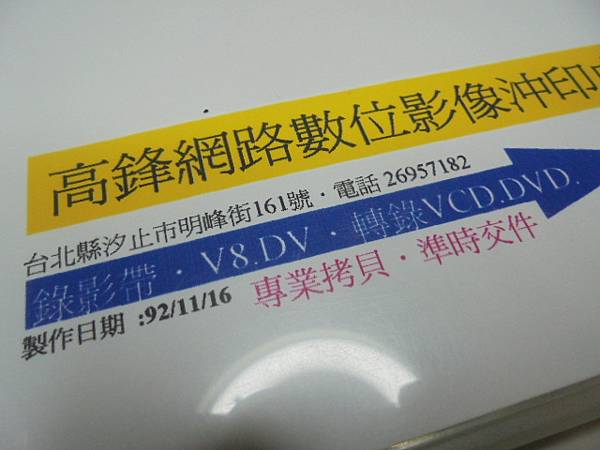 高鋒網路數位影像沖印
台北縣汐止市明峰街161號．電話 26957182
錄影帶．V8.DV．轉錄VCD.DVD.
製作日期 :92/11/16 專業拷貝．準時交件